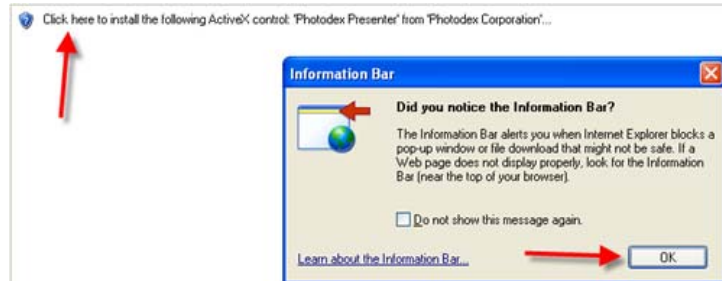 Click here to install the following ActiveX control: 'Photodex Presenter' from 'Photodex Corporation'...
Information Bar
Did you notice the Information Bar?
The Information Bar alerts you when Internet Explorer blocks a
pop-up window or file download that might not be safe. If a
Web page does not display properly, look for the Information
Bar (near the top of your browser).
Do not show this message again.
Learn about the Information Bar...
OK